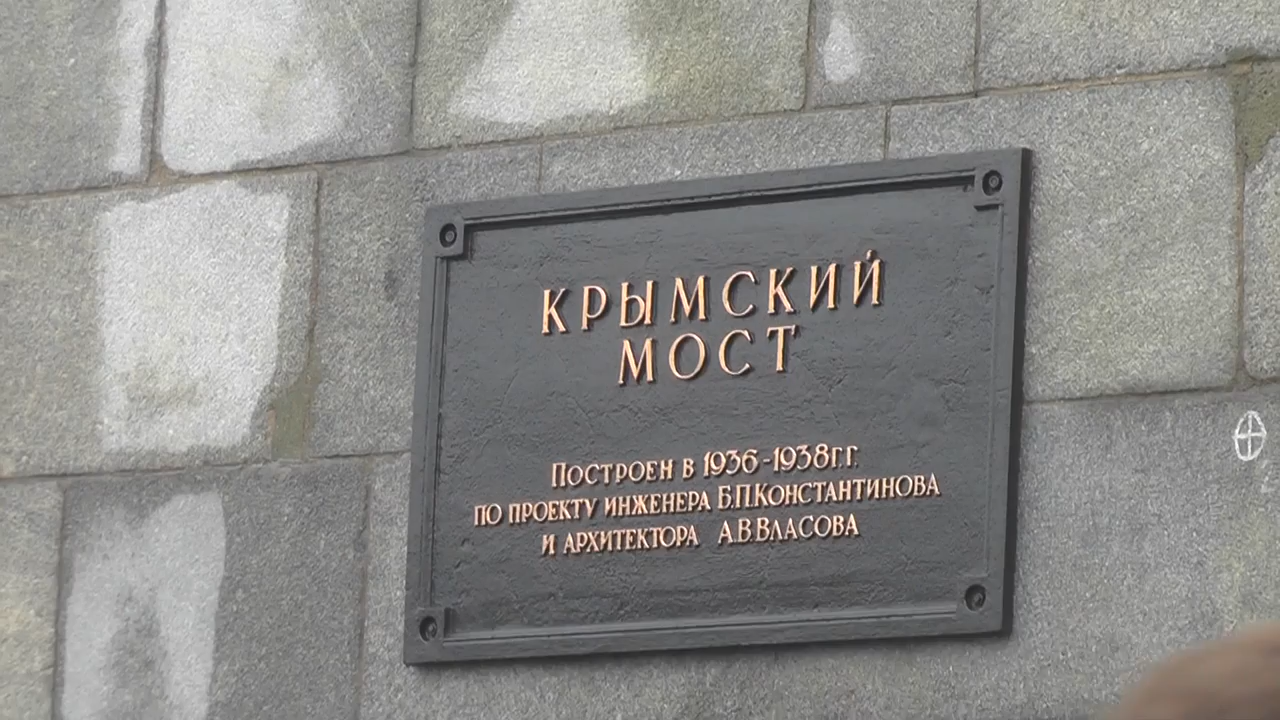 КРЫМСКИЙ
МОСТ
ПОСТРОЕН В 1936-1938Г.Г.
ПО ПРОЕКТУ ИНЖЕНЕРА Б.П.КОНСТАНТИНОВА
И АРХИТЕКТОРА А.В.ВЛАСОВА